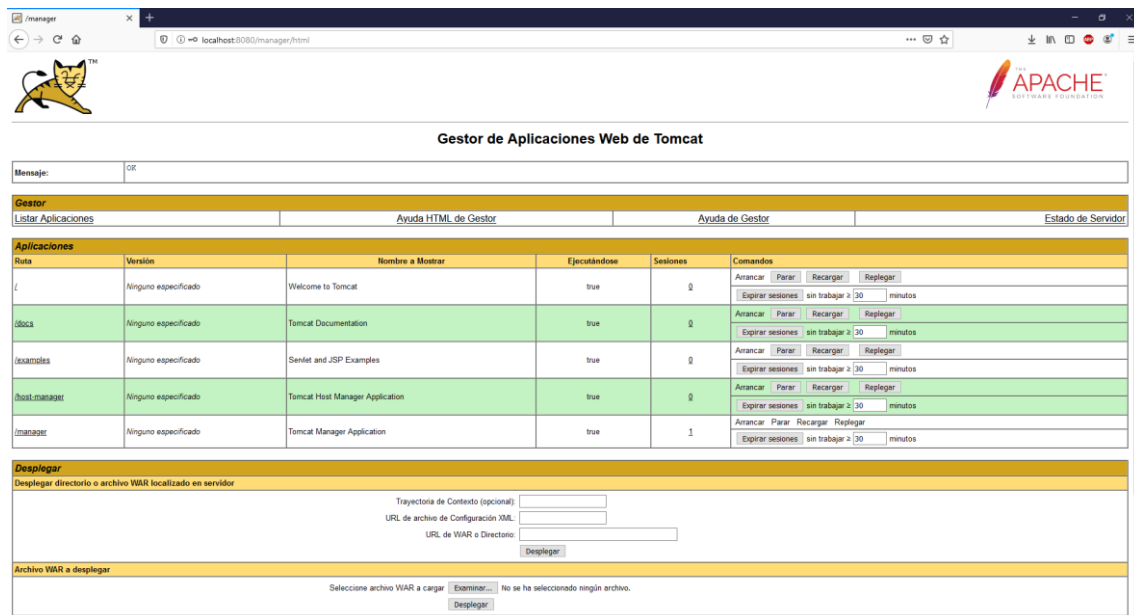 /manager
localhost:8080/manager/html
TM
THE
APACHE
SOFTWARE FOUNDATION
Gestor de Aplicaciones Web de Tomcat
Mensaje: OK
Gestor
Listar Aplicaciones Ayuda HTML de Gestor Ayuda de Gestor Estado de Servidor
Aplicaciones
Ruta Versión Nombre a Mostrar Ejecutándose Sesiones Comandos
/ Ninguno especificado Welcome to Tomcat true 0 Arrancar Parar Recargar Replegar
Expirar sesiones sin trabajar ≥ 30 minutos
/docs Ninguno especificado Tomcat Documentation true 0 Arrancar Parar Recargar Replegar
Expirar sesiones sin trabajar ≥ 30 minutos
/examples Ninguno especificado Servlet and JSP Examples true 0 Arrancar Parar Recargar Replegar
Expirar sesiones sin trabajar ≥ 30 minutos
/host-manager Ninguno especificado Tomcat Host Manager Application true 0 Arrancar Parar Recargar Replegar
Expirar sesiones sin trabajar ≥ 30 minutos
/manager Ninguno especificado Tomcat Manager Application true 1 Arrancar Parar Recargar Replegar
Expirar sesiones sin trabajar ≥ 30 minutos
Desplegar
Desplegar directorio o archivo WAR localizado en servidor
Trayectoria de Contexto (opcional):
URL de archivo de Configuración XML:
URL de WAR o Directorio:
Desplegar
Archivo WAR a desplegar
Seleccione archivo WAR a cargar Examinar... No se ha seleccionado ningún archivo.
Desplegar